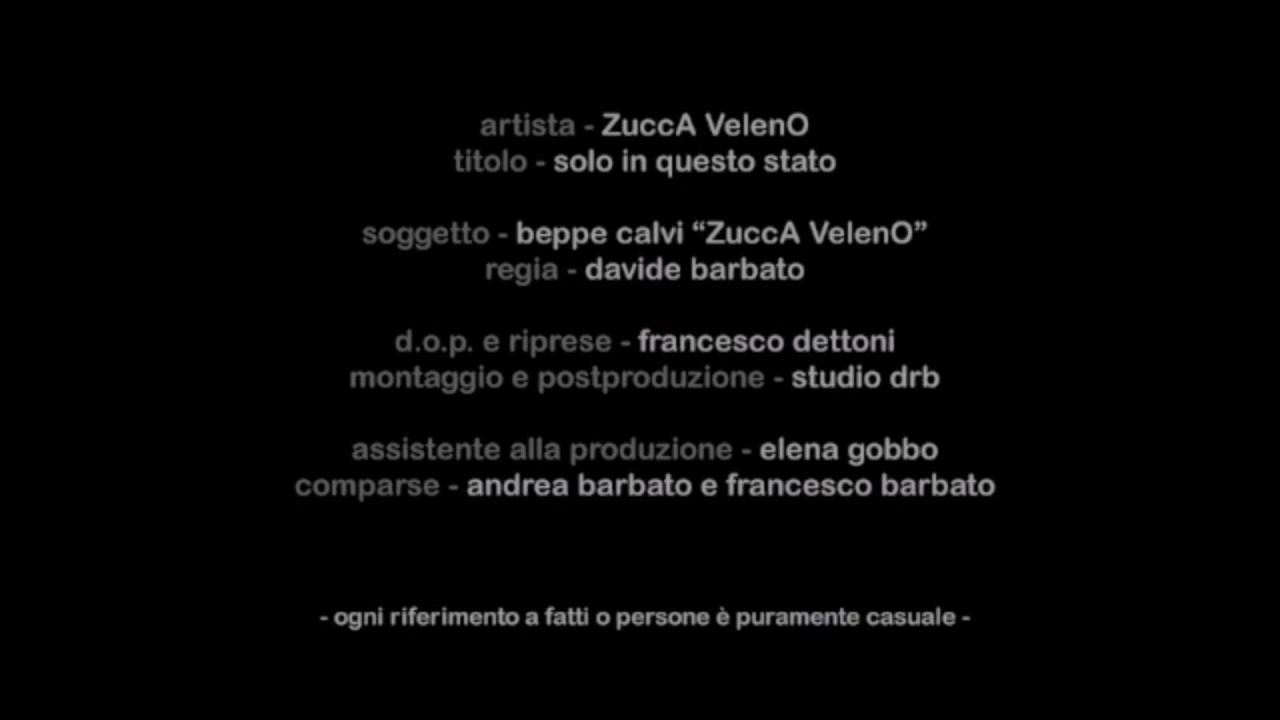 artista - ZuccA VelenO
titolo - solo in questo stato
soggetto - beppe calvi “ZuccA VelenO”
regia - davide barbato
d.o.p. e riprese - francesco dettoni
montaggio e postproduzione - studio drb
assistente alla produzione - elena gobbo
comparse - andrea barbato e francesco barbato
- ogni riferimento a fatti o persone è puramente casuale -